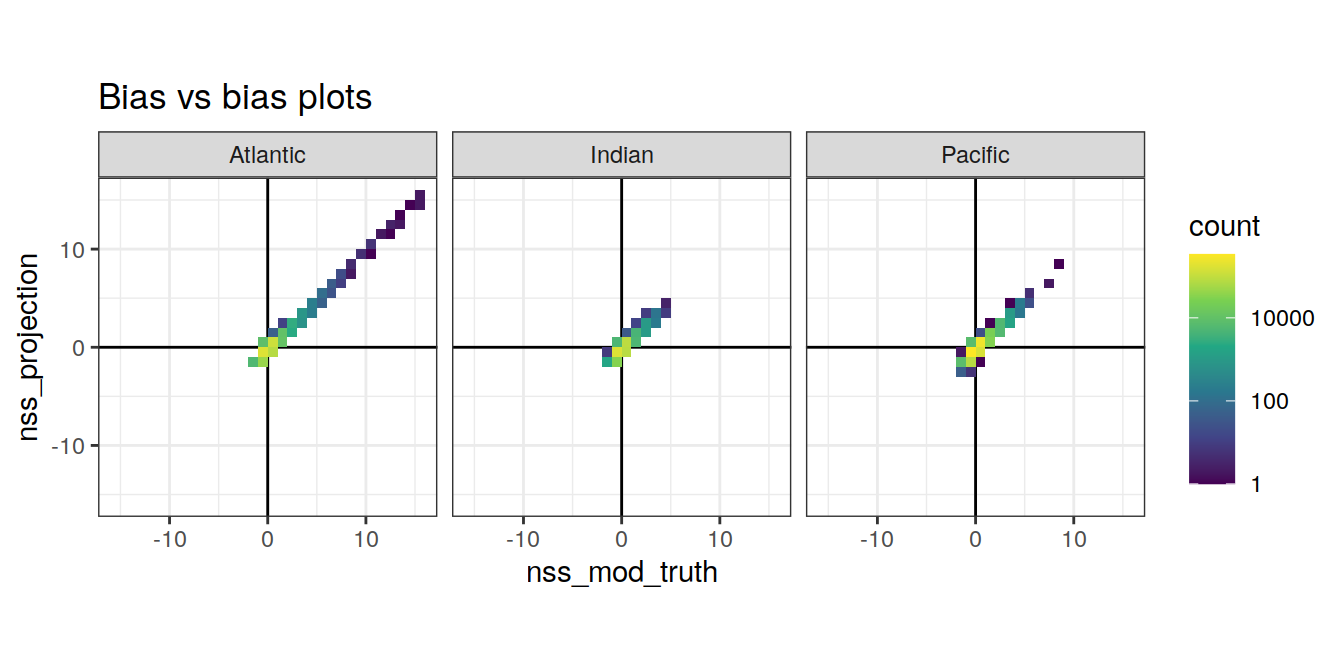 Bias vs bias plots
Atlantic
Indian
Pacific
nss_projection
10
0
-10
-10 0 10
-10 0 10
-10 0 10
nss_mod_truth
count
10000
100
1